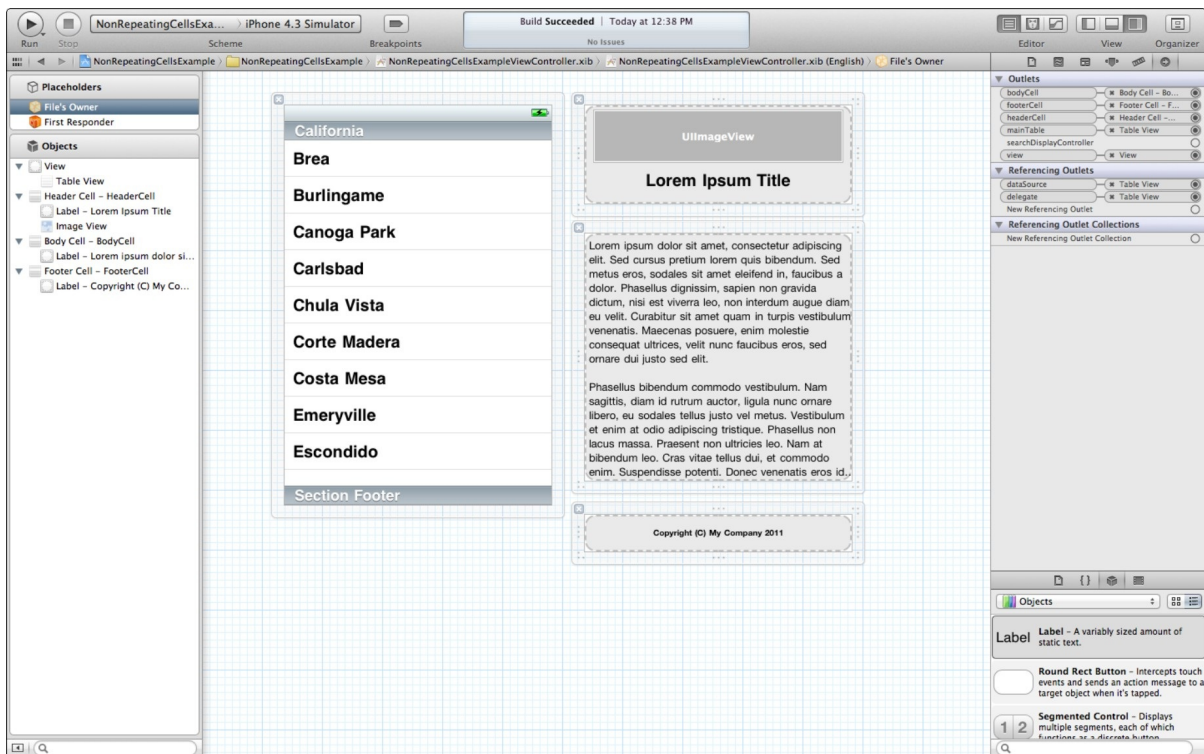 NonRepeatingCellsExa... iPhone 4.3 Simulator
Build Succeeded | Today at 12:38 PM
No Issues
Run Stop Scheme Breakpoints Editor View Organizer
NonRepeatingCellsExample NonRepeatingCellsExample NonRepeatingCellsExampleViewController.xib NonRepeatingCellsExampleViewController.xib (English) File's Owner
Placeholders
File's Owner
First Responder
Objects
View
Table View
Header Cell – HeaderCell
Label – Lorem Ipsum Title
Image View
Body Cell – BodyCell
Label – Lorem ipsum dolor si...
Footer Cell – FooterCell
Label – Copyright (C) My Co...
California
Brea
Burlingame
Canoga Park
Carlsbad
Chula Vista
Corte Madera
Costa Mesa
Emeryville
Escondido
Section Footer
UIImageView
Lorem Ipsum Title
Lorem ipsum dolor sit amet, consectetur adipiscing
elit. Sed cursus pretium lorem quis bibendum. Sed
metus eros, sodales sit amet eleifend in, faucibus a
dolor. Phasellus dignissim, sapien non gravida
dictum, nisi est viverra leo, non interdum augue diam
eu velit. Curabitur sit amet quam in turpis vestibulum
venenatis. Maecenas posuere, enim molestie
consequat ultrices, velit nunc faucibus eros, sed
ornare dui justo sed elit.
Phasellus bibendum commodo vestibulum. Nam
sagittis, diam id rutrum auctor, ligula nunc ornare
libero, eu sodales tellus justo vel metus. Vestibulum
et enim at odio adipiscing tristique. Phasellus non
lacus massa. Praesent non ultricies leo. Nam at
bibendum leo. Cras vitae tellus dui, et commodo
enim. Suspendisse potenti. Donec venenatis eros id..
Copyright (C) My Company 2011
Outlets
bodyCell Body Cell – Bo...
footerCell Footer Cell – F...
headerCell Header Cell –...
mainTable Table View
searchDisplayController
view View
Referencing Outlets
dataSource Table View
delegate Table View
New Referencing Outlet
Referencing Outlet Collections
New Referencing Outlet Collection
Objects
Label
Label – A variably sized amount of
static text.
Round Rect Button – Intercepts touch
events and sends an action message to a
target object when it's tapped.
1 2
Segmented Control – Displays
multiple segments, each of which
functions as a discrete button